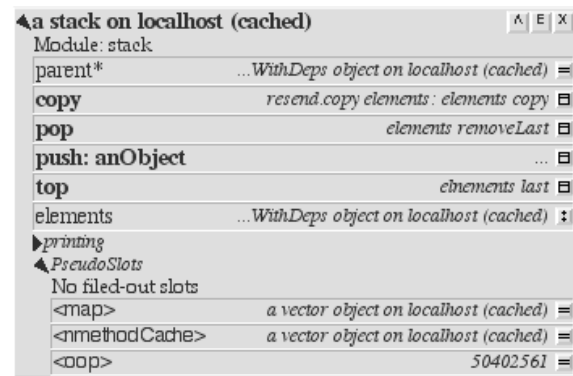 a stack on localhost (cached) ^ E X
Module: stack
parent* ...WithDeps object on localhost (cached) =
copy resend.copy elements: elements copy
pop elements removeLast
push: anObject ...
top elnements last
elements ...WithDeps object on localhost (cached) :
printing
PseudoSlots
No filed-out slots
<map> a vector object on localhost (cached) =
<nmethodCache> a vector object on localhost (cached) =
<oop> 50402561 =